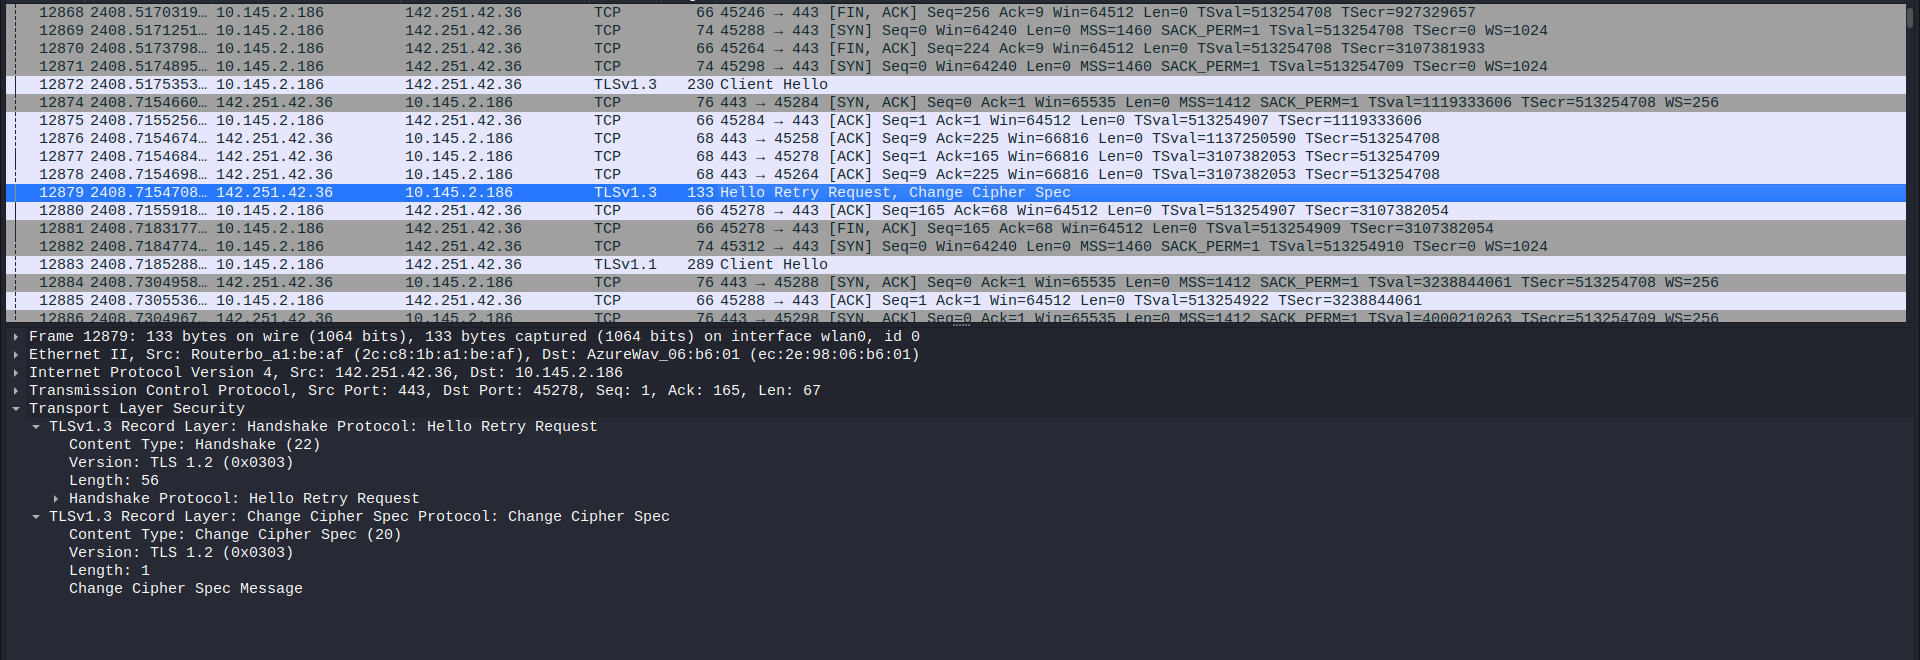 12868 2408.5170319… 10.145.2.186 142.251.42.36 TCP 66 45246 → 443 [FIN, ACK] Seq=256 Ack=9 Win=64512 Len=0 TSval=513254708 TSecr=927329657
12869 2408.5171251… 10.145.2.186 142.251.42.36 TCP 74 45288 → 443 [SYN] Seq=0 Win=64240 Len=0 MSS=1460 SACK_PERM=1 TSval=513254708 TSecr=0 WS=1024
12870 2408.5173798… 10.145.2.186 142.251.42.36 TCP 66 45264 → 443 [FIN, ACK] Seq=224 Ack=9 Win=64512 Len=0 TSval=513254708 TSecr=3107381933
12871 2408.5174895… 10.145.2.186 142.251.42.36 TCP 74 45298 → 443 [SYN] Seq=0 Win=64240 Len=0 MSS=1460 SACK_PERM=1 TSval=513254709 TSecr=0 WS=1024
12872 2408.5175353… 10.145.2.186 142.251.42.36 TLSv1.3 230 Client Hello
12874 2408.7154660… 142.251.42.36 10.145.2.186 TCP 76 443 → 45284 [SYN, ACK] Seq=0 Ack=1 Win=65535 Len=0 MSS=1412 SACK_PERM=1 TSval=1119333606 TSecr=513254708 WS=256
12875 2408.7155256… 10.145.2.186 142.251.42.36 TCP 66 45284 → 443 [ACK] Seq=1 Ack=1 Win=64512 Len=0 TSval=513254907 TSecr=1119333606
12876 2408.7154674… 142.251.42.36 10.145.2.186 TCP 68 443 → 45258 [ACK] Seq=9 Ack=225 Win=66816 Len=0 TSval=1137250590 TSecr=513254708
12877 2408.7154684… 142.251.42.36 10.145.2.186 TCP 68 443 → 45278 [ACK] Seq=1 Ack=165 Win=66816 Len=0 TSval=3107382053 TSecr=513254709
12878 2408.7154698… 142.251.42.36 10.145.2.186 TCP 68 443 → 45264 [ACK] Seq=9 Ack=225 Win=66816 Len=0 TSval=3107382053 TSecr=513254708
12879 2408.7154708… 142.251.42.36 10.145.2.186 TLSv1.3 133 Hello Retry Request, Change Cipher Spec
12880 2408.7155918… 10.145.2.186 142.251.42.36 TCP 66 45278 → 443 [ACK] Seq=165 Ack=68 Win=64512 Len=0 TSval=513254907 TSecr=3107382054
12881 2408.7183177… 10.145.2.186 142.251.42.36 TCP 66 45278 → 443 [FIN, ACK] Seq=165 Ack=68 Win=64512 Len=0 TSval=513254909 TSecr=3107382054
12882 2408.7184774… 10.145.2.186 142.251.42.36 TCP 74 45312 → 443 [SYN] Seq=0 Win=64240 Len=0 MSS=1460 SACK_PERM=1 TSval=513254910 TSecr=0 WS=1024
12883 2408.7185288… 10.145.2.186 142.251.42.36 TLSv1.1 289 Client Hello
12884 2408.7304958… 142.251.42.36 10.145.2.186 TCP 76 443 → 45288 [SYN, ACK] Seq=0 Ack=1 Win=65535 Len=0 MSS=1412 SACK_PERM=1 TSval=3238844061 TSecr=513254708 WS=256
12885 2408.7305536… 10.145.2.186 142.251.42.36 TCP 66 45288 → 443 [ACK] Seq=1 Ack=1 Win=64512 Len=0 TSval=513254922 TSecr=3238844061
12886 2408.7304967… 142.251.42.36 10.145.2.186 TCP 76 443 → 45298 [SYN, ACK] Seq=0 Ack=1 Win=65535 Len=0 MSS=1412 SACK_PERM=1 TSval=4000210263 TSecr=513254709 WS=256
Frame 12879: 133 bytes on wire (1064 bits), 133 bytes captured (1064 bits) on interface wlan0, id 0
Ethernet II, Src: Routerbo_a1:be:af (2c:c8:1b:a1:be:af), Dst: AzureWav_06:b6:01 (ec:2e:98:06:b6:01)
Internet Protocol Version 4, Src: 142.251.42.36, Dst: 10.145.2.186
Transmission Control Protocol, Src Port: 443, Dst Port: 45278, Seq: 1, Ack: 165, Len: 67
Transport Layer Security
TLSv1.3 Record Layer: Handshake Protocol: Hello Retry Request
Content Type: Handshake (22)
Version: TLS 1.2 (0x0303)
Length: 56
Handshake Protocol: Hello Retry Request
TLSv1.3 Record Layer: Change Cipher Spec Protocol: Change Cipher Spec
Content Type: Change Cipher Spec (20)
Version: TLS 1.2 (0x0303)
Length: 1
Change Cipher Spec Message